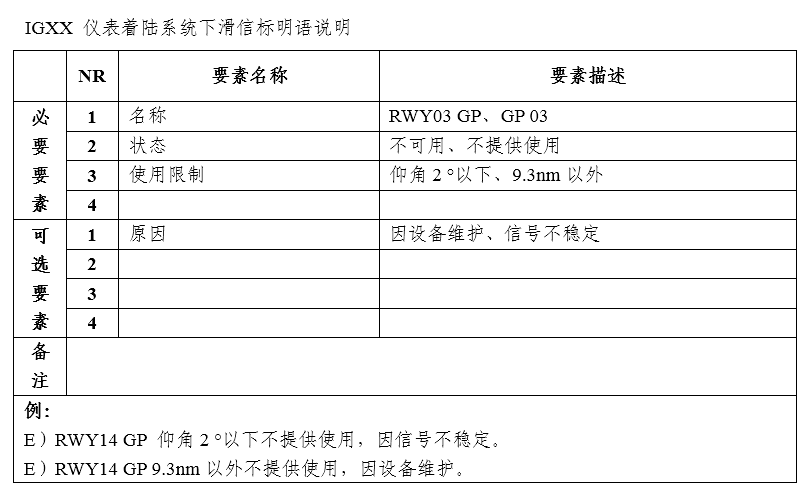 IGXX 仪表着陆系统下滑信标明语说明
NR 要素名称 要素描述
必要要素
1 名称 RWY03 GP、GP 03
2 状态 不可用、不提供使用
3 使用限制 仰角 2 °以下、9.3nm 以外
4
可选要素
1 原因 因设备维护、信号不稳定
2
3
4
备注
例：
E）RWY14 GP 仰角 2 °以下不提供使用，因信号不稳定。
E）RWY14 GP 9.3nm 以外不提供使用，因设备维护。